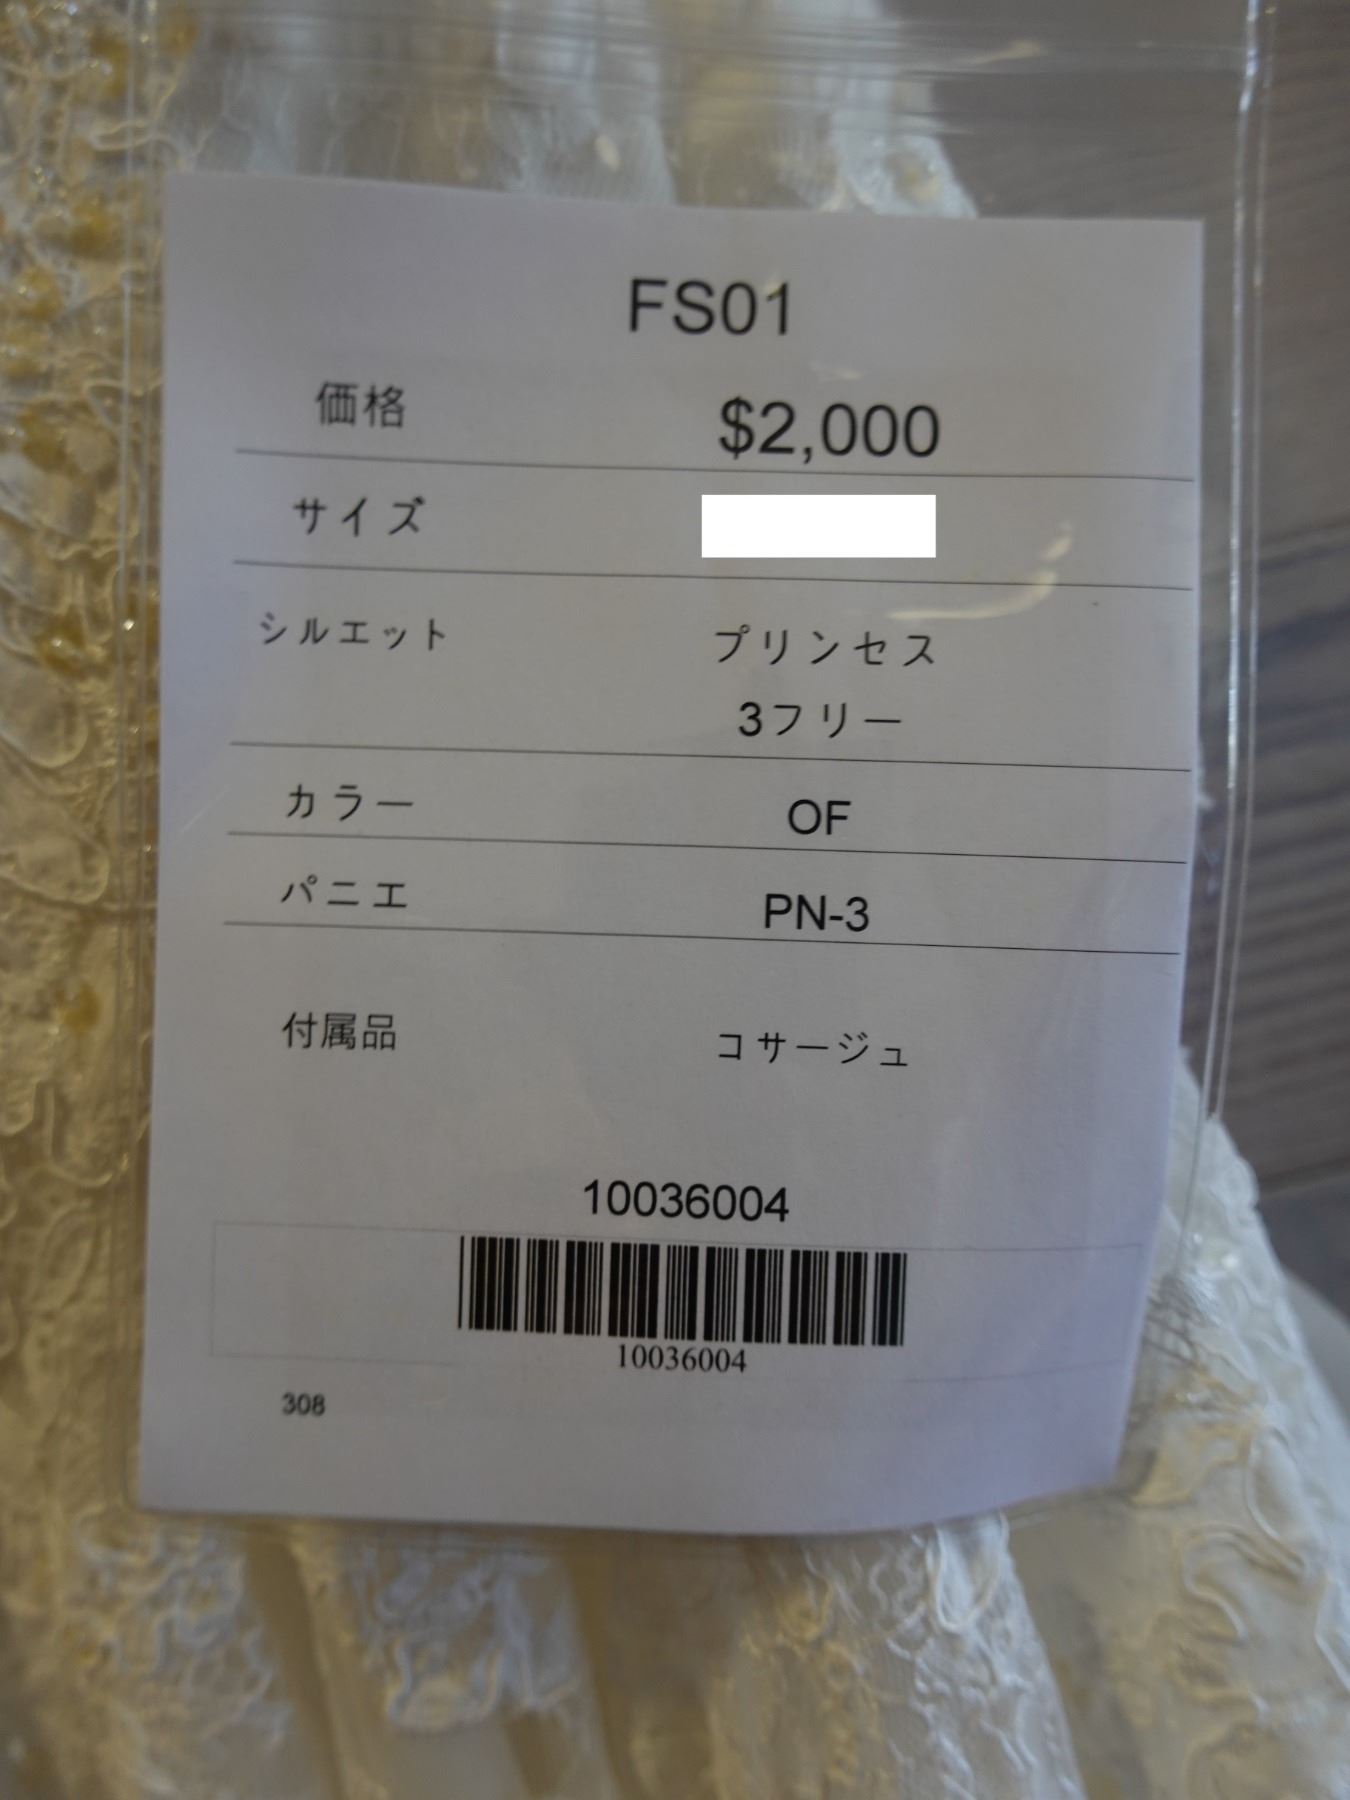 FS01
価格 $2,000
サイズ
シルエット プリンセス
3フリー
カラー OF
パニエ PN-3
付属品 コサージュ
10036004
10036004
308